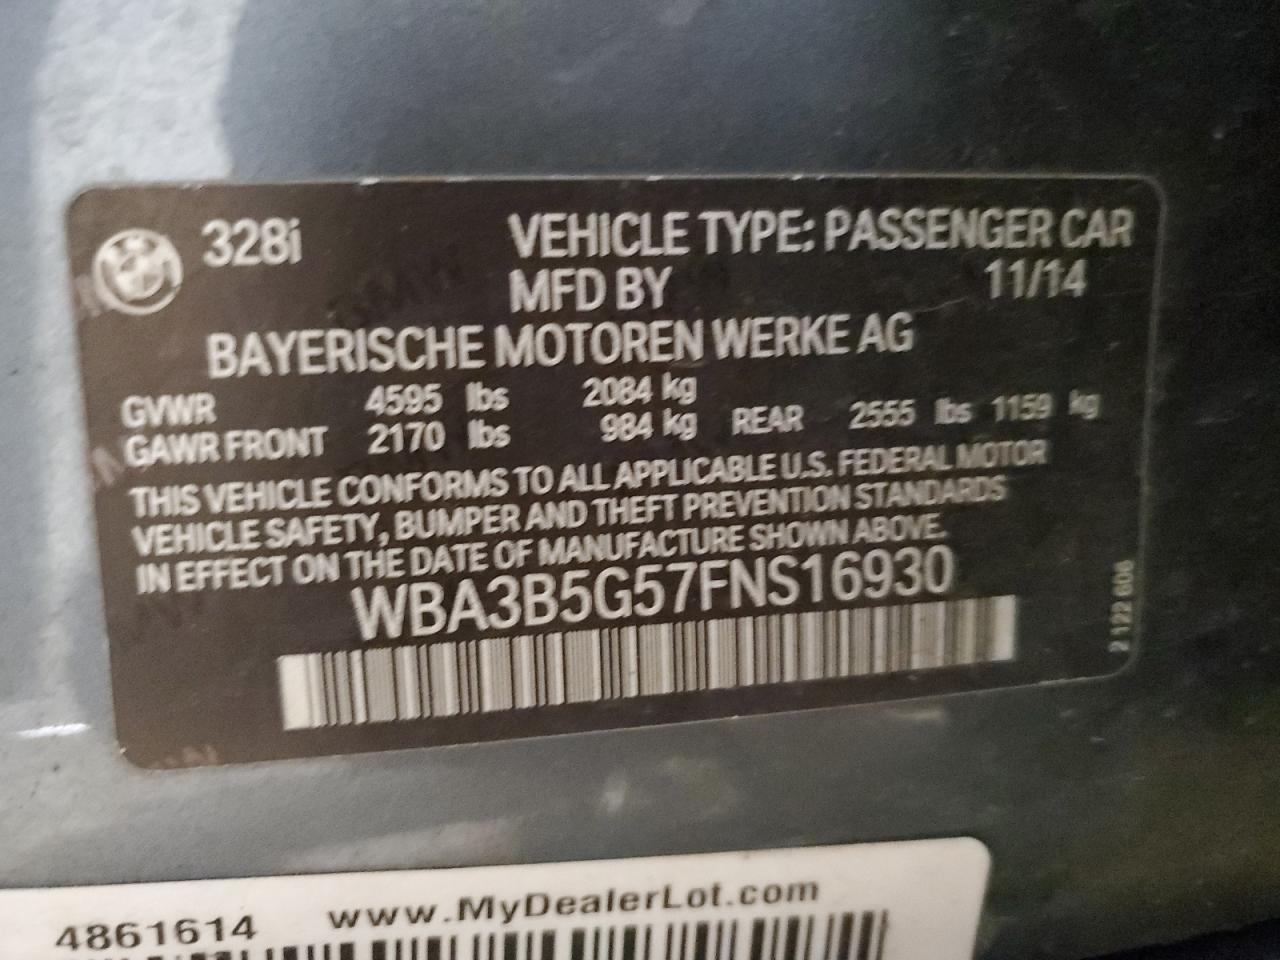 328i VEHICLE TYPE: PASSENGER CAR
MFD BY 11/14
BAYERISCHE MOTOREN WERKE AG
GVWR 4595 lbs 2084 kg
GAWR FRONT 2170 lbs 984 kg REAR 2555 lbs 1159 kg
THIS VEHICLE CONFORMS TO ALL APPLICABLE U.S. FEDERAL MOTOR
VEHICLE SAFETY, BUMPER AND THEFT PREVENTION STANDARDS
IN EFFECT ON THE DATE OF MANUFACTURE SHOWN ABOVE.
WBA3B5G57FNS16930
2 122 606
4861614 www.MyDealerLot.com